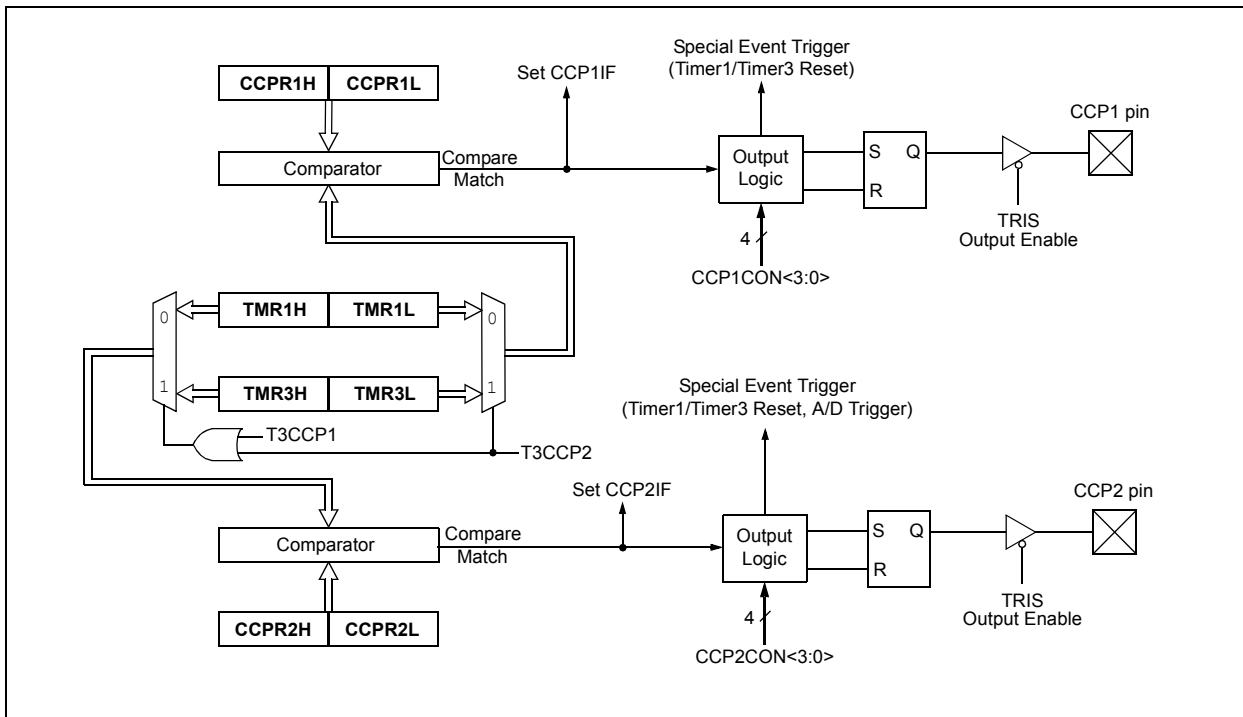 CCPR1H CCPR1L
Set CCP1IF
Special Event Trigger
(Timer1/Timer3 Reset)
CCP1 pin
Comparator
Compare
Match
Output
Logic
S Q
R
TRIS
Output Enable
4
CCP1CON<3:0>
0
TMR1H TMR1L
0
1
TMR3H TMR3L
1
T3CCP1
T3CCP2
Special Event Trigger
(Timer1/Timer3 Reset, A/D Trigger)
Set CCP2IF
CCP2 pin
Comparator
Compare
Match
Output
Logic
S Q
R
TRIS
Output Enable
4
CCPR2H CCPR2L
CCP2CON<3:0>